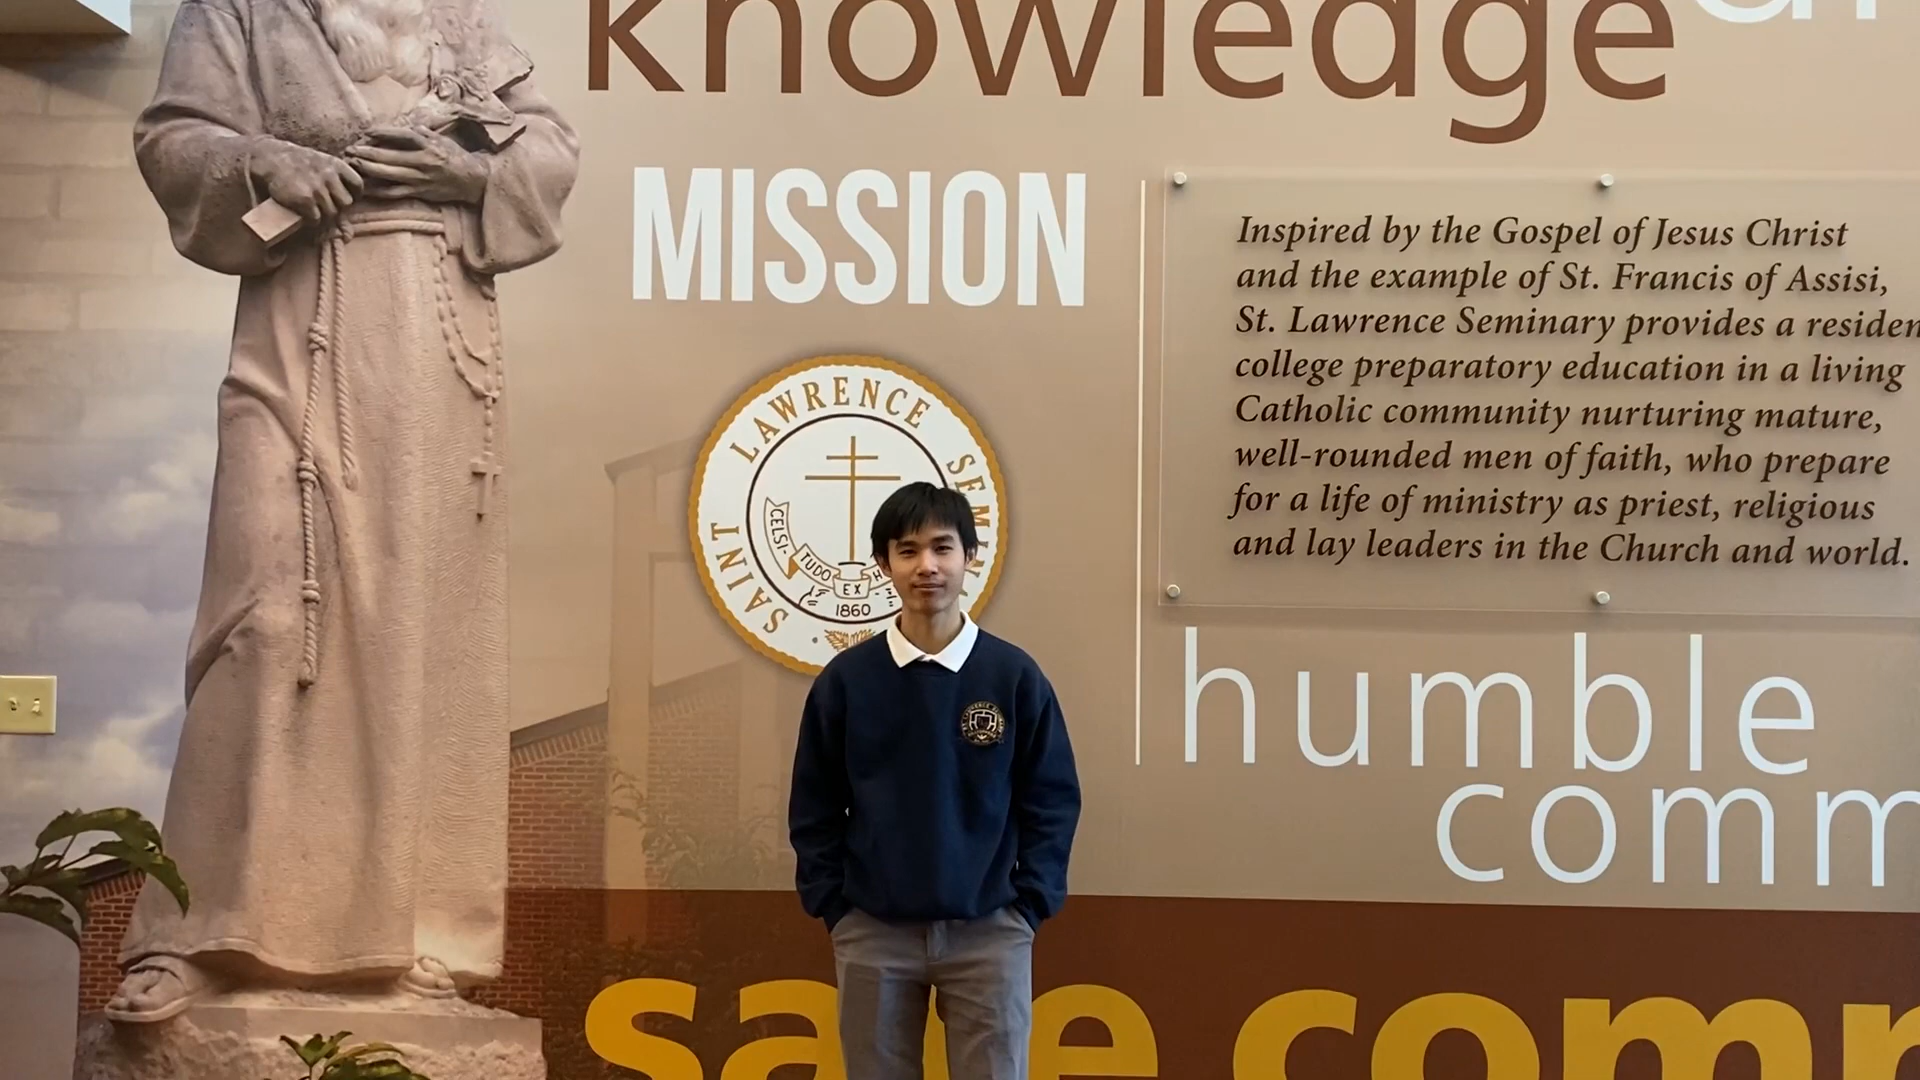 knowledge
MISSION
Inspired by the Gospel of Jesus Christ
and the example of St. Francis of Assisi,
St. Lawrence Seminary provides a residen
college preparatory education in a living
Catholic community nurturing mature,
well-rounded men of faith, who prepare
for a life of ministry as priest, religious
and lay leaders in the Church and world.
SAINT LAWRENCE SEMIN
CELSI-
TUDO
EX
H
1860
humble
comm
safe comm